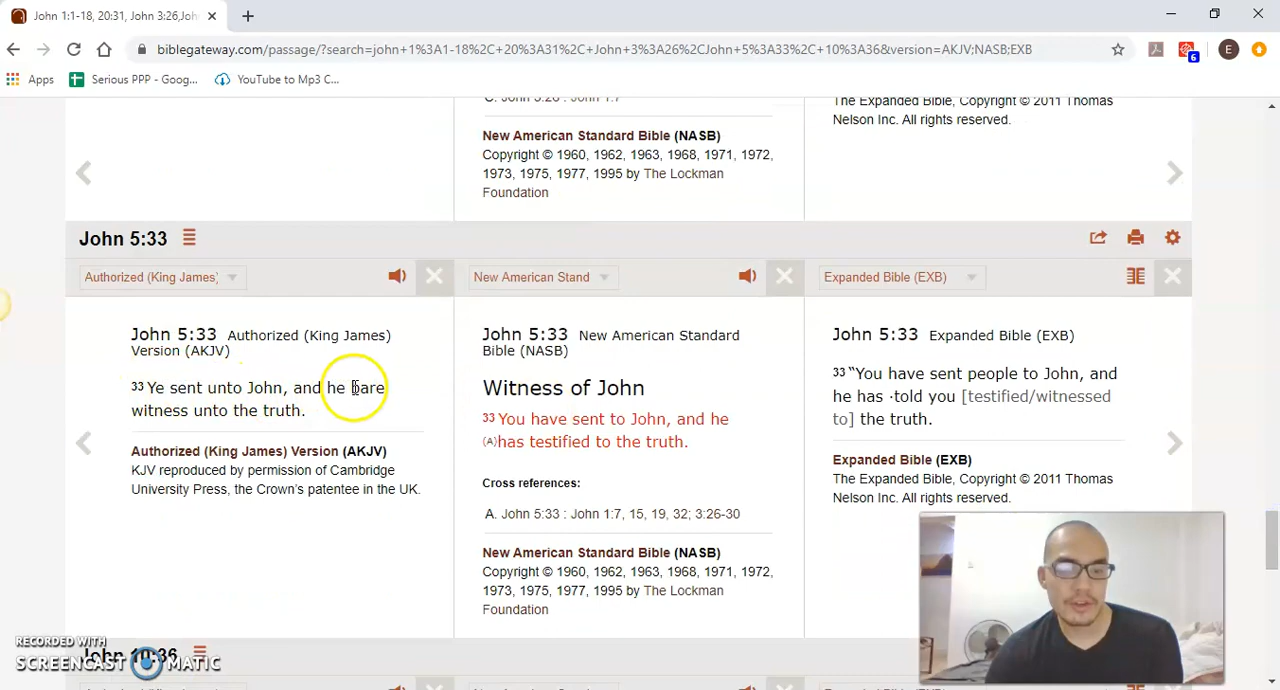 John 1:1-18, 20:31, John 3:26,Joh
biblegateway.com/passage/?search=john+1%3A1-18%2C+20%3A31%2C+John+3%3A26%2CJohn+5%3A33%2C+10%3A36&version=AKJV;NASB;EXB
6
E
Apps
Serious PPP - Goog...
YouTube to Mp3 C...
C. John 3:26 : John 1:7
New American Standard Bible (NASB)
Copyright © 1960, 1962, 1963, 1968, 1971, 1972,
1973, 1975, 1977, 1995 by The Lockman
Foundation
The Expanded Bible, Copyright © 2011 Thomas
Nelson Inc. All rights reserved.
John 5:33
Authorized (King James)
New American Stand
Expanded Bible (EXB)
John 5:33 Authorized (King James)
Version (AKJV)
33 Ye sent unto John, and he bare
witness unto the truth.
Authorized (King James) Version (AKJV)
KJV reproduced by permission of Cambridge
University Press, the Crown's patentee in the UK.
John 5:33 New American Standard
Bible (NASB)
Witness of John
33 You have sent to John, and he
(A)has testified to the truth.
Cross references:
A. John 5:33 : John 1:7, 15, 19, 32; 3:26-30
New American Standard Bible (NASB)
Copyright © 1960, 1962, 1963, 1968, 1971, 1972,
1973, 1975, 1977, 1995 by The Lockman
Foundation
John 5:33 Expanded Bible (EXB)
33 “You have sent people to John, and
he has ·told you [testified/witnessed
to] the truth.
Expanded Bible (EXB)
The Expanded Bible, Copyright © 2011 Thomas
Nelson Inc. All rights reserved.
John 10:36
RECORDED WITH
SCREENCAST MATIC